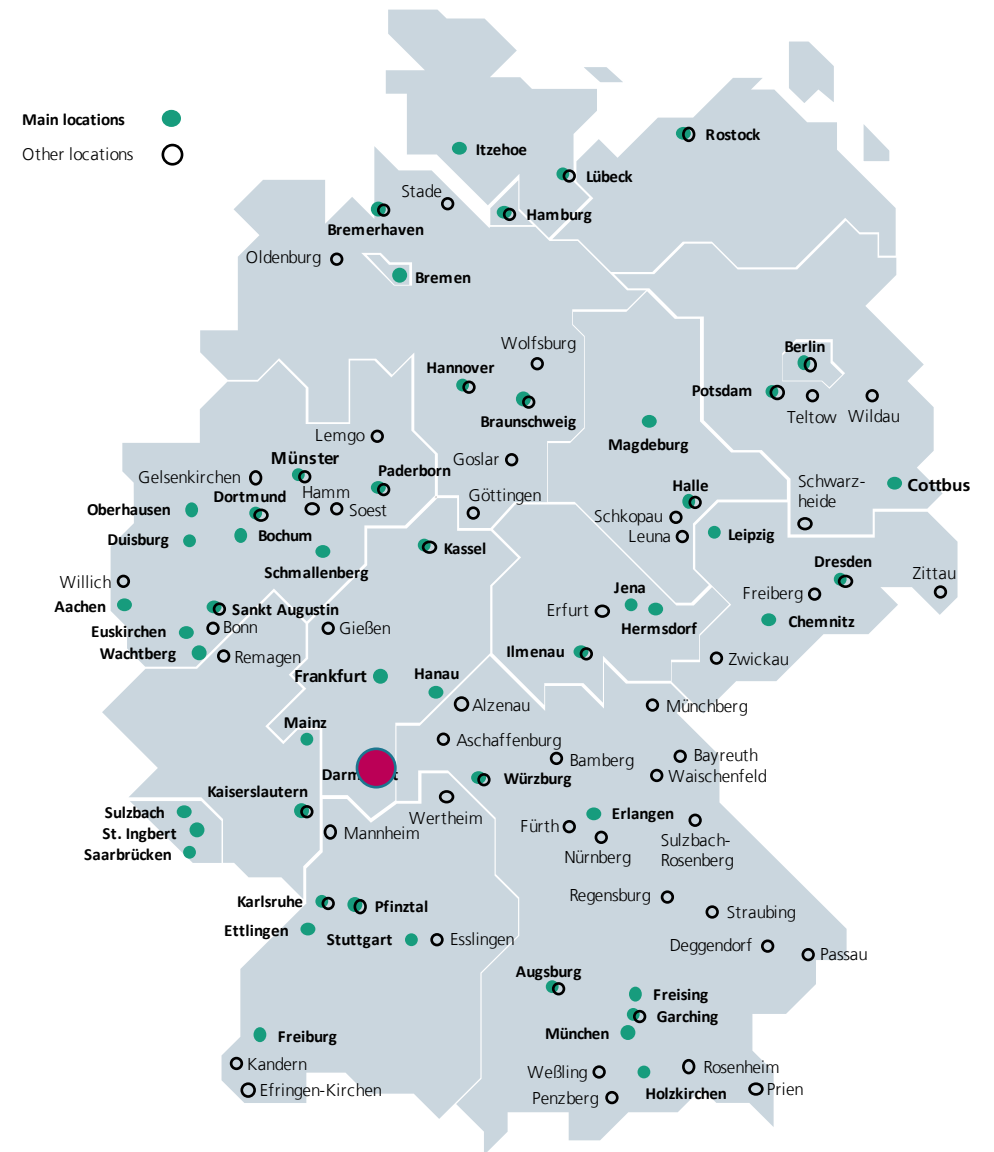 Main locations
Other locations
Itzehoe
Rostock
Lübeck
Stade
Hamburg
Bremerhaven
Oldenburg
Bremen
Wolfsburg
Berlin
Hannover
Potsdam
Braunschweig
Teltow
Wildau
Lemgo
Magdeburg
Münster
Goslar
Paderborn
Gelsenkirchen
Schwarz-
heide
Halle
Cottbus
Hamm
Göttingen
Dortmund
Oberhausen
Soest
Schkopau
Leuna
Leipzig
Bochum
Duisburg
Kassel
Schmallenberg
Dresden
Zittau
Willich
Jena
Freiberg
Aachen
Sankt Augustin
Erfurt
Hermsdorf
Chemnitz
Euskirchen
Bonn
Gießen
Wachtberg
Remagen
Ilmenau
Zwickau
Frankfurt
Hanau
Alzenau
Münchberg
Mainz
Aschaffenburg
Bamberg
Bayreuth
Waischenfeld
Würzburg
Kaiserslautern
Sulzbach
Wertheim
Erlangen
St. Ingbert
Mannheim
Fürth
Sulzbach-
Rosenberg
Nürnberg
Saarbrücken
Karlsruhe
Pfinztal
Regensburg
Straubing
Ettlingen
Stuttgart
Esslingen
Deggendorf
Passau
Augsburg
Freising
Garching
München
Freiburg
Kandern
Weßling
Rosenheim
Efringen-Kirchen
Penzberg
Holzkirchen
Prien